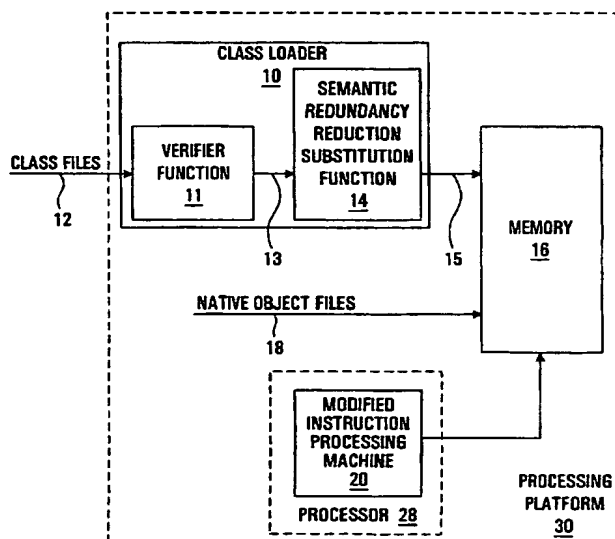 CLASS LOADER
10
SEMANTIC
REDUNDANCY
REDUCTION
SUBSTITUTION
FUNCTION
14
VERIFIER
FUNCTION
11
CLASS FILES
12
13
15
MEMORY
16
NATIVE OBJECT FILES
18
MODIFIED
INSTRUCTION
PROCESSING
MACHINE
20
PROCESSOR 28
PROCESSING
PLATFORM
30